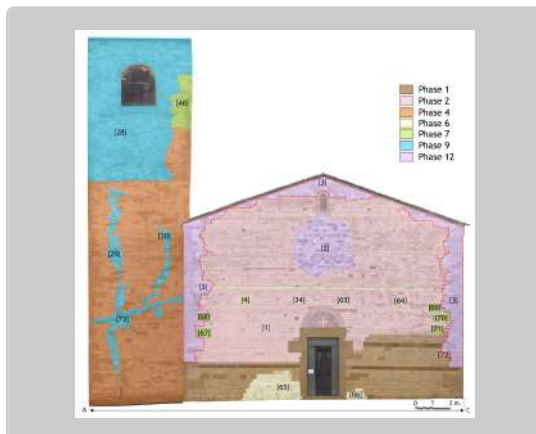 Phase 1
Phase 2
Phase 4
Phase 6
Phase 7
Phase 9
Phase 12
[46]
[28]
[3]
[30]
[2]
[29]
[3]
[4]
[34]
[63]
[64]
[3]
[69]
[68]
[70]
[73]
[1]
[71]
[67]
[72]
[65]
[66]
0 1 2 m.
A
C